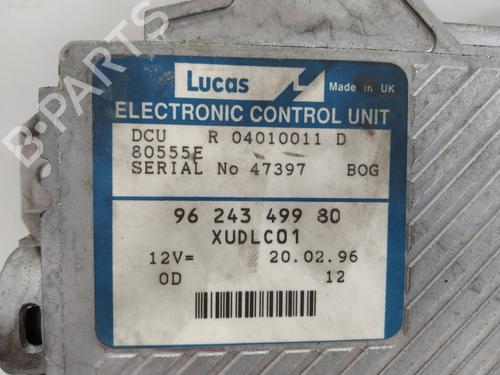 Lucas
Made in UK
ELECTRONIC CONTROL UNIT
DCU R 04010011 D
80555E
SERIAL No 47397 BOG
96 243 499 80
XUDLC01
12V= 20.02.96
0D 12
B-PARTS